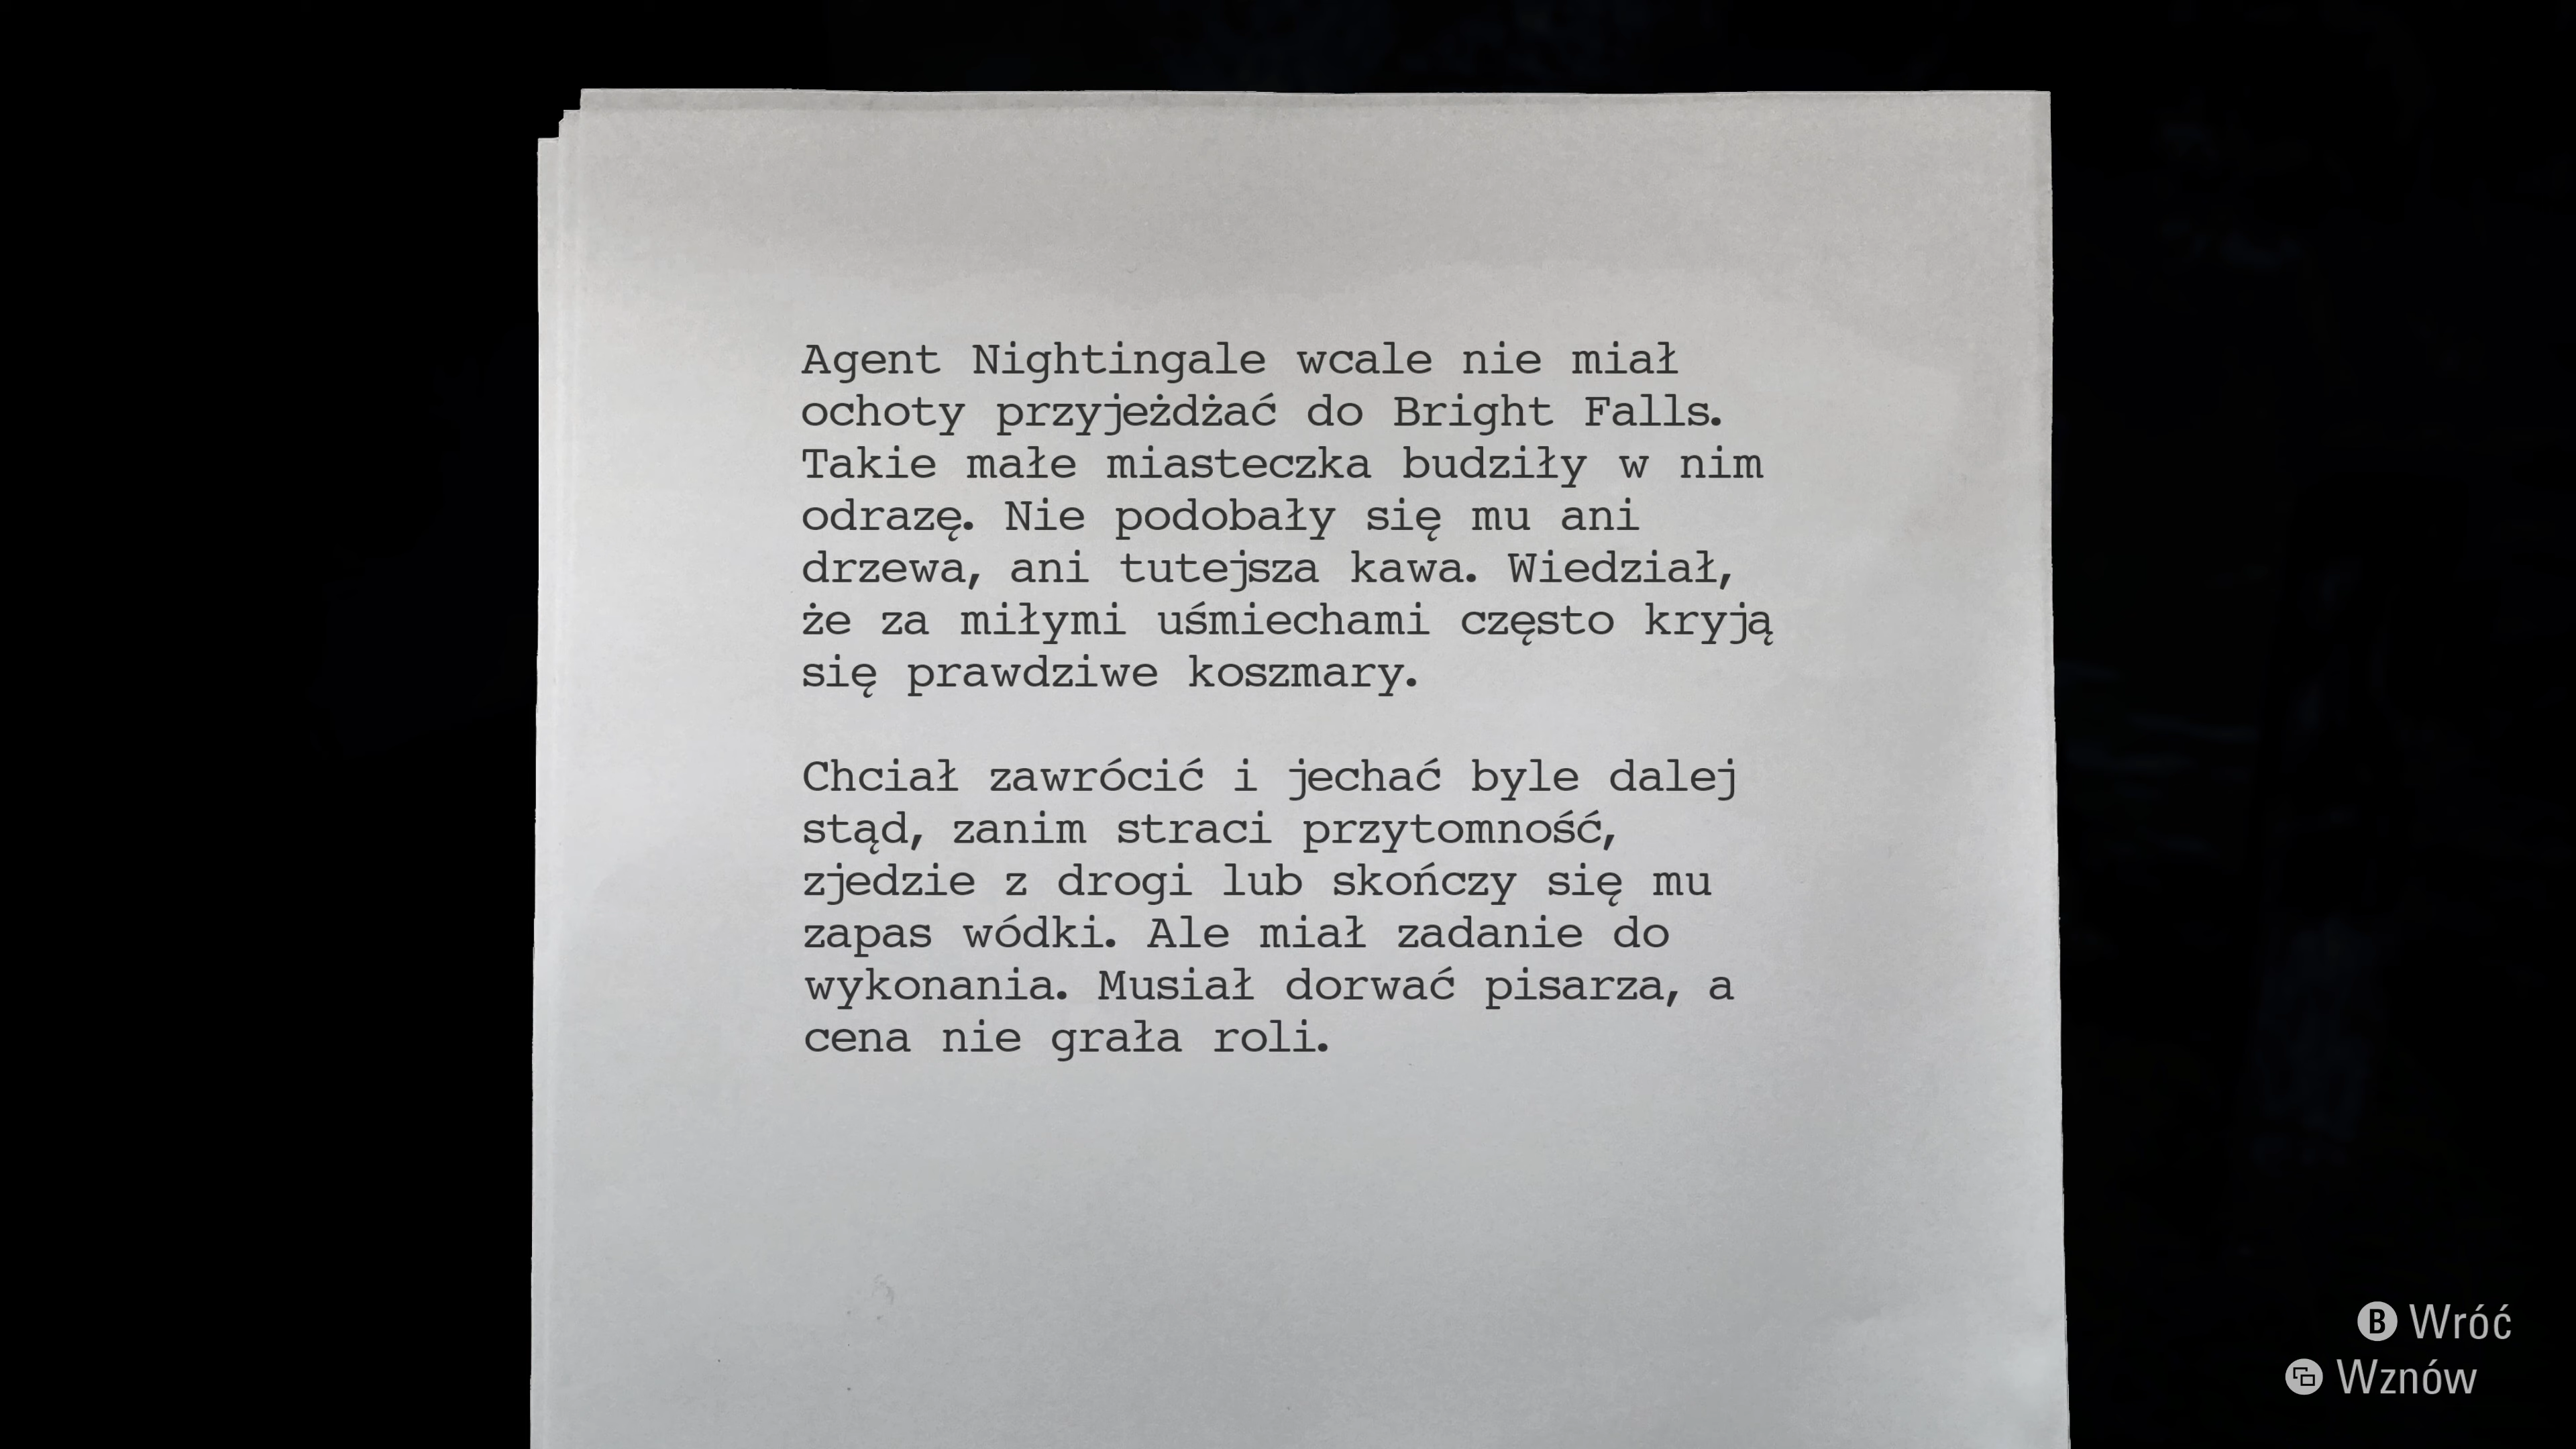 Agent Nightingale wcale nie miał
ochoty przyjeżdżać do Bright Falls.
Takie małe miasteczka budziły w nim
odrazę. Nie podobały się mu ani
drzewa, ani tutejsza kawa. Wiedział,
że za miłymi uśmiechami często kryją
się prawdziwe koszmary.
Chciał zawrócić i jechać byle dalej
stąd, zanim straci przytomność,
zjedzie z drogi lub skończy się mu
zapas wódki. Ale miał zadanie do
wykonania. Musiał dorwać pisarza, a
cena nie grała roli.
B Wróć
Wznów